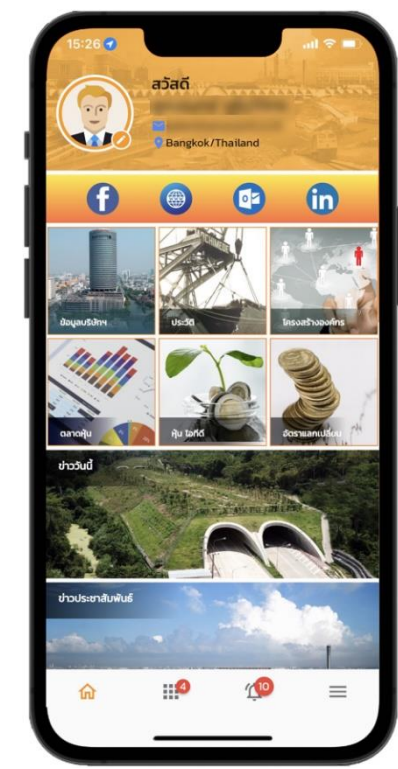 15:26
สวัสดี
Bangkok/Thailand
ข้อมูลบริษัทฯ
ประวัติ
โครงสร้างองค์กร
ตลาดหุ้น
หุ้น ไอทีดี
อัตราแลกเปลี่ยน
ข่าววันนี้
ข่าวประชาสัมพันธ์
4
10